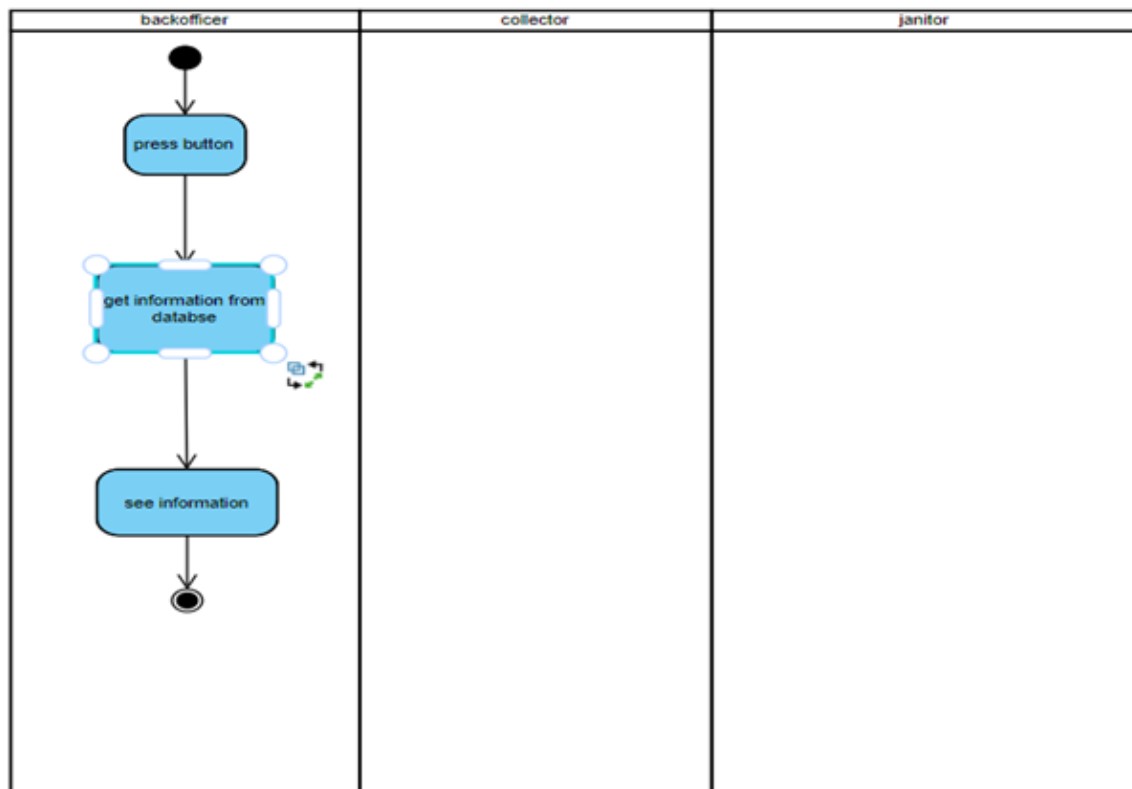 backofficer
collector
janitor
press button
get information from
databse
see information